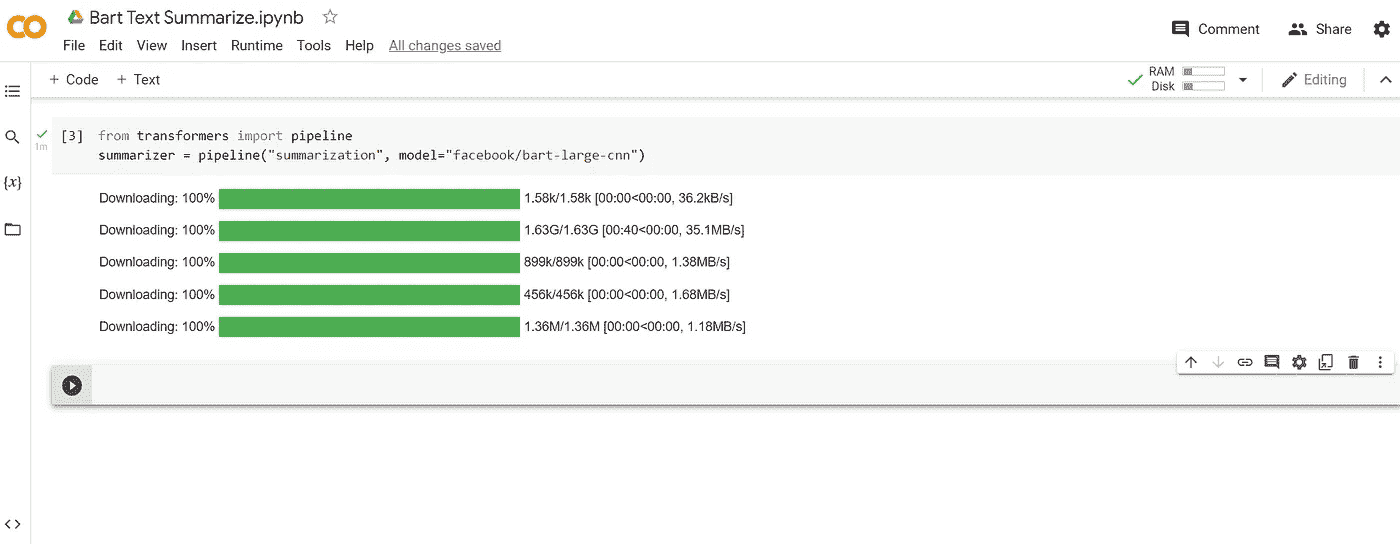 Bart Text Summarize.ipynb
File Edit View Insert Runtime Tools Help All changes saved
Comment Share
+ Code + Text
RAM
Disk
Editing
{x}
1m
[3] from transformers import pipeline
summarizer = pipeline("summarization", model="facebook/bart-large-cnn")
Downloading: 100% 1.58k/1.58k [00:00<00:00, 36.2kB/s]
Downloading: 100% 1.63G/1.63G [00:40<00:00, 35.1MB/s]
Downloading: 100% 899k/899k [00:00<00:00, 1.38MB/s]
Downloading: 100% 456k/456k [00:00<00:00, 1.68MB/s]
Downloading: 100% 1.36M/1.36M [00:00<00:00, 1.18MB/s]